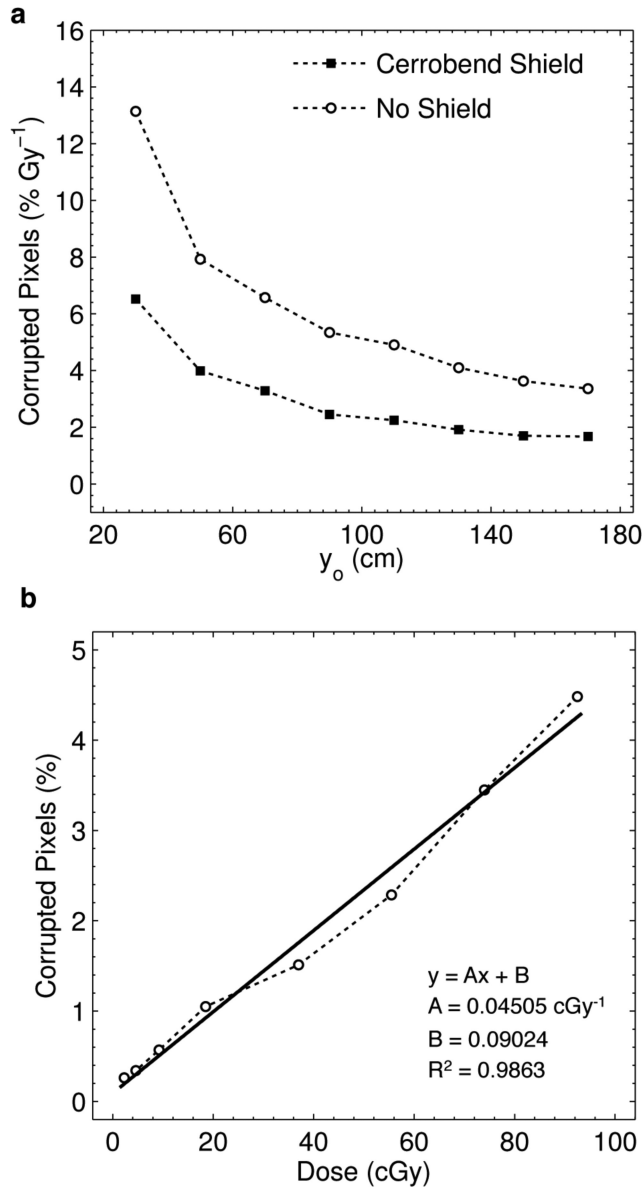 a
16
14
12
10
8
6
4
2
0
Corrupted Pixels (% Gy⁻¹)
Cerrobend Shield
No Shield
20 60 100 140 180
yₒ (cm)
b
5
4
3
2
1
0
Corrupted Pixels (%)
y = Ax + B
A = 0.04505 cGy⁻¹
B = 0.09024
R² = 0.9863
0 20 40 60 80 100
Dose (cGy)